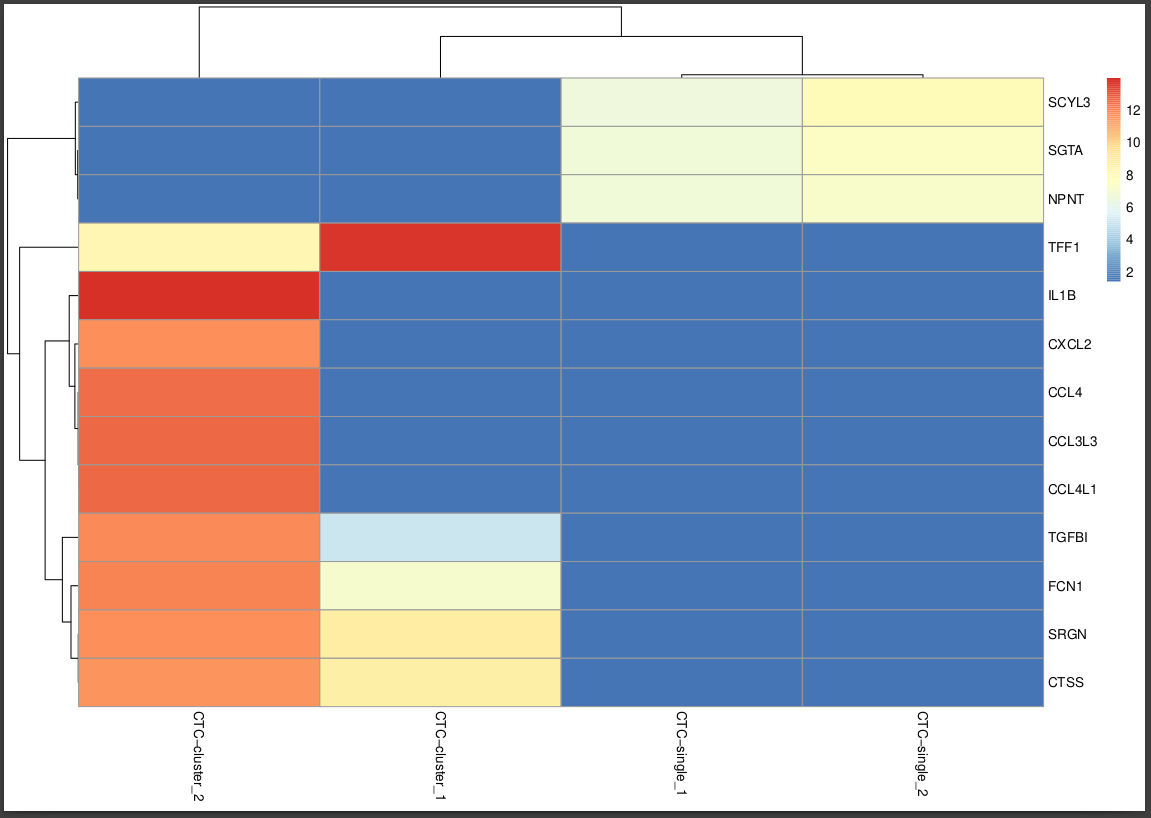 SCYL3
SGTA
NPNT
TFF1
IL1B
CXCL2
CCL4
CCL3L3
CCL4L1
TGFBI
FCN1
SRGN
CTSS
12
10
8
6
4
2
CTC−cluster_2
CTC−cluster_1
CTC−single_1
CTC−single_2